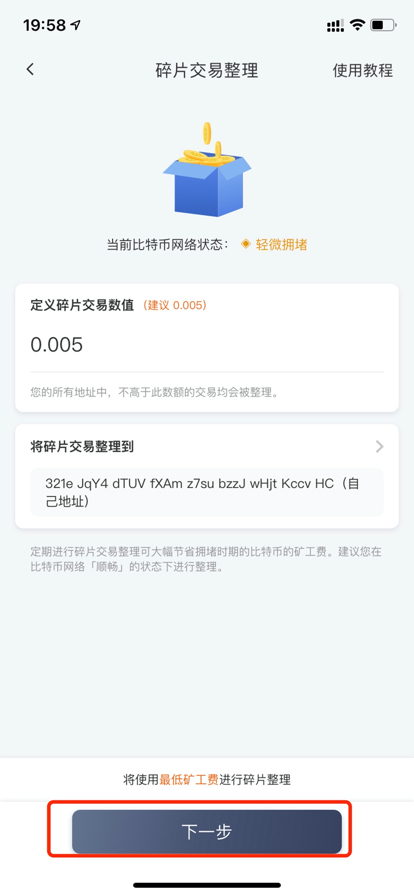 19:58
碎片交易整理
使用教程
当前比特币网络状态： 轻微拥堵
定义碎片交易数值（建议 0.005）
0.005
您的所有地址中，不高于此数额的交易均会被整理。
将碎片交易整理到
321e JqY4 dTUV fXAm z7su bzzJ wHjt Kccv HC（自
己地址）
定期进行碎片交易整理可大幅节省拥堵时期的比特币的矿工费。建议您在
比特币网络「顺畅」的状态下进行整理。
将使用最低矿工费进行碎片整理
下一步